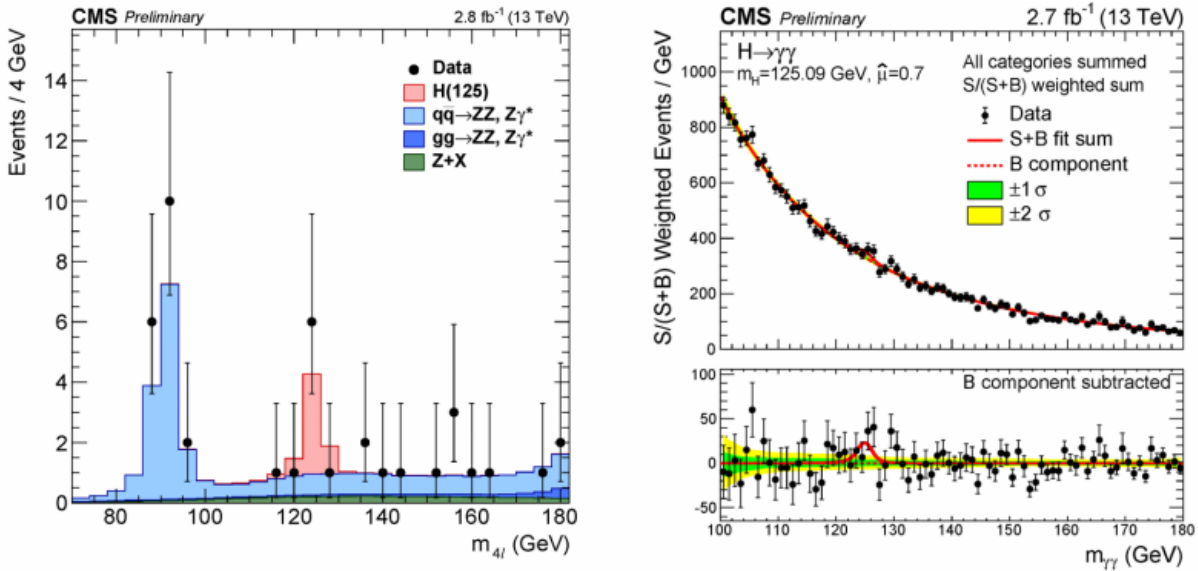 CMS Preliminary 2.8 fb⁻¹ (13 TeV)
Events / 4 GeV
14
12
10
8
6
4
2
0
Data
H(125)
qq̅→ZZ, Zγ*
gg→ZZ, Zγ*
Z+X
80 100 120 140 160 180
m4l (GeV)
CMS Preliminary 2.7 fb⁻¹ (13 TeV)
S/(S+B) Weighted Events / GeV
1000
800
600
400
200
0
H→γγ
mH=125.09 GeV, μ̂=0.7
All categories summed
S/(S+B) weighted sum
Data
S+B fit sum
B component
±1 σ
±2 σ
B component subtracted
100
50
0
-50
100 110 120 130 140 150 160 170 180
mγγ (GeV)